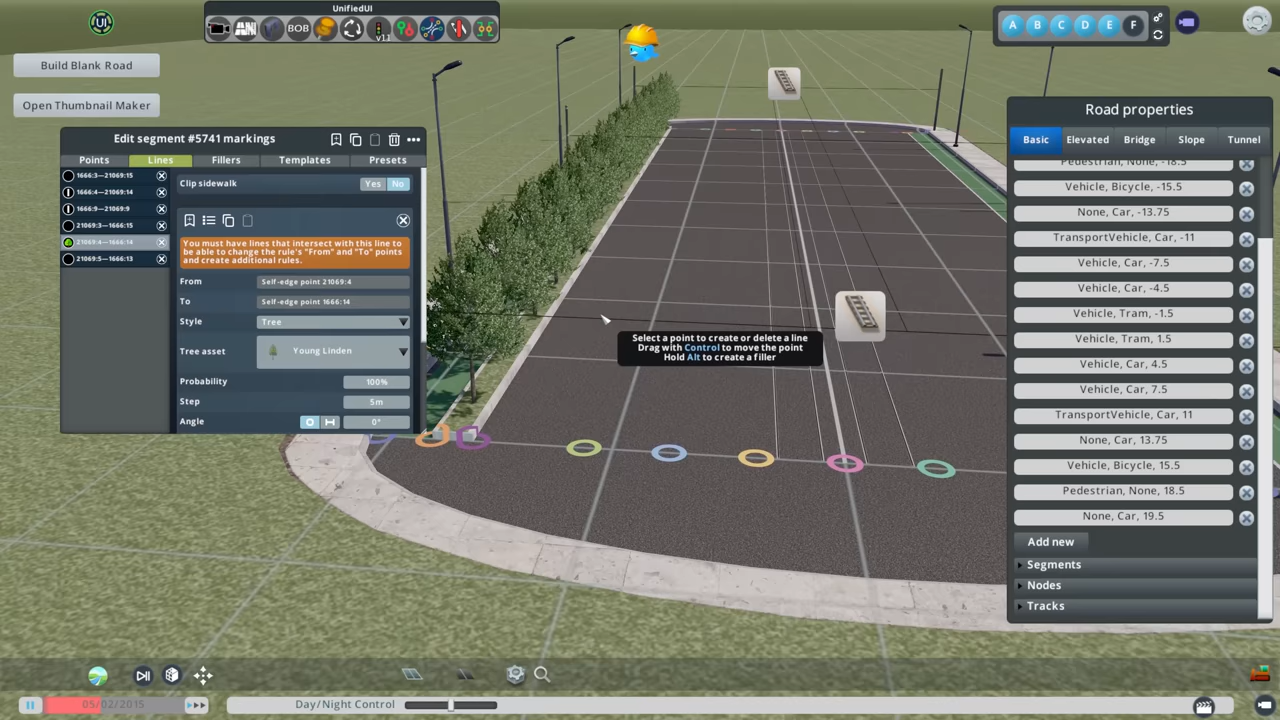 UnifiedUI
UI
BOB
V11
A B C D E F
Build Blank Road
Open Thumbnail Maker
Edit segment #5741 markings
Points Lines Fillers Templates Presets
1666:3—21069:15
1666:4—21069:14
1666:9—21069:9
21069:3—1666:15
21069:4—1666:14
21069:5—1666:13
Clip sidewalk Yes No
You must have lines that intersect with this line to
be able to change the rule's "From" and "To" points
and create additional rules.
From Self-edge point 21069:4
To Self-edge point 1666:14
Style Tree
Tree asset Young Linden
Probability 100%
Step 5m
Angle 0°
Select a point to create or delete a line
Drag with Control to move the point
Hold Alt to create a filler
Road properties
Basic Elevated Bridge Slope Tunnel
Pedestrian, None, -18.5
Vehicle, Bicycle, -15.5
None, Car, -13.75
TransportVehicle, Car, -11
Vehicle, Car, -7.5
Vehicle, Car, -4.5
Vehicle, Tram, -1.5
Vehicle, Tram, 1.5
Vehicle, Car, 4.5
Vehicle, Car, 7.5
TransportVehicle, Car, 11
None, Car, 13.75
Vehicle, Bicycle, 15.5
Pedestrian, None, 18.5
None, Car, 19.5
Add new
Segments
Nodes
Tracks
05/02/2015
Day/Night Control